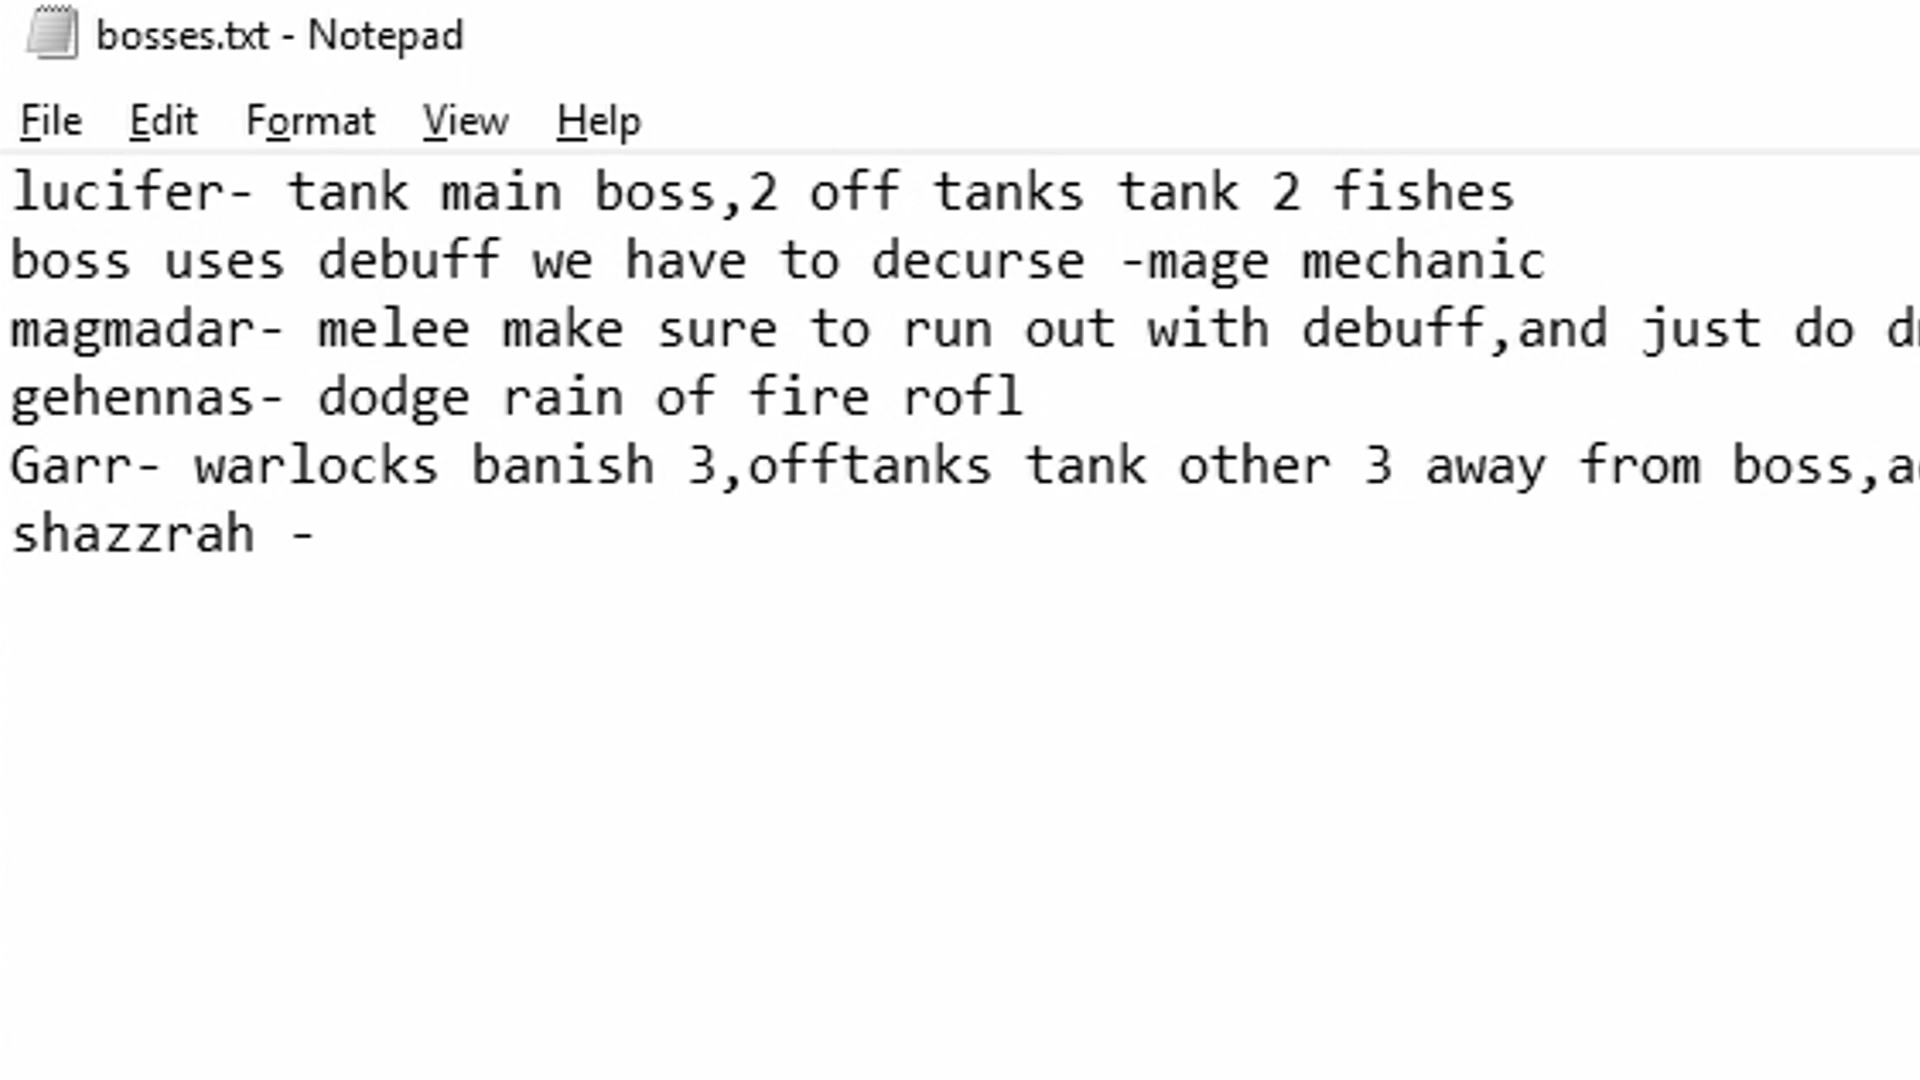 bosses.txt - Notepad
File Edit Format View Help
lucifer- tank main boss,2 off tanks tank 2 fishes
boss uses debuff we have to decurse -mage mechanic
magmadar- melee make sure to run out with debuff,and just do
gehennas- dodge rain of fire rofl
Garr- warlocks banish 3,offtanks tank other 3 away from boss,
shazzrah -